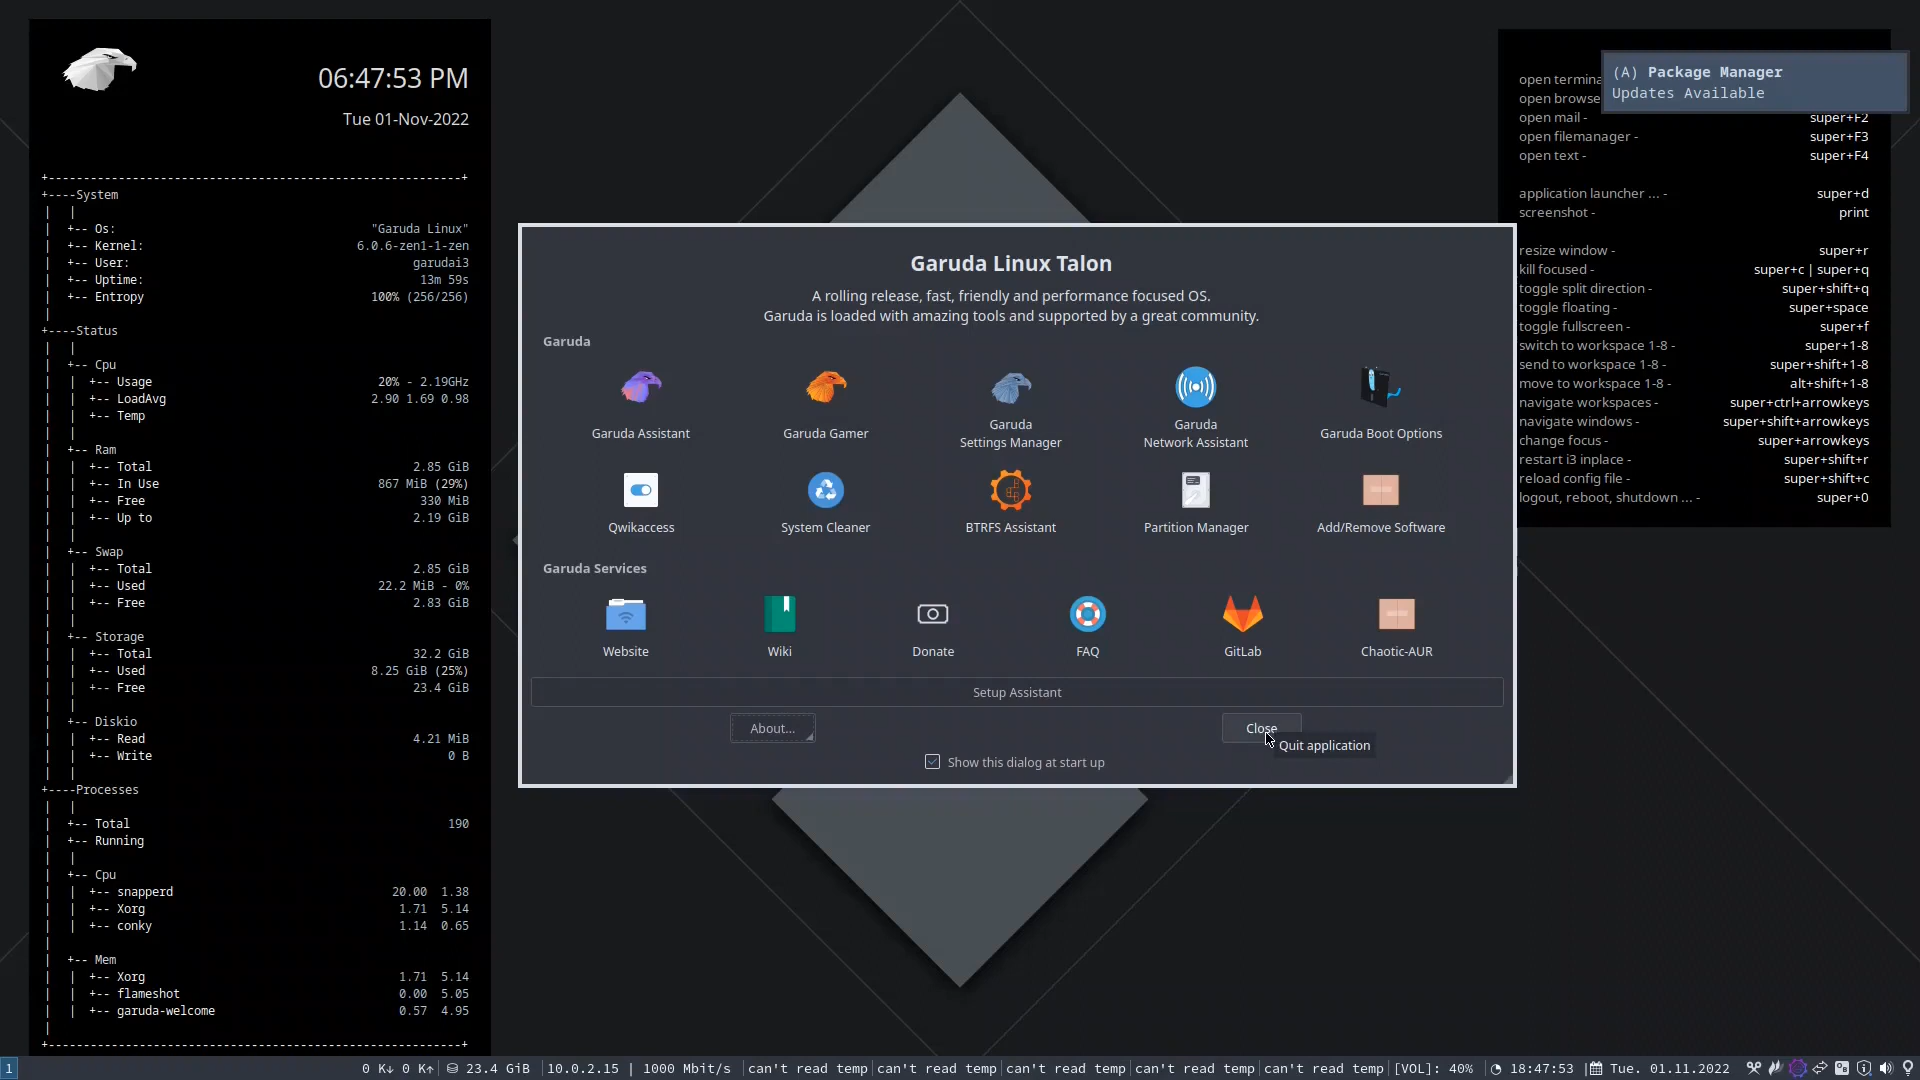 06:47:53 PM
Tue 01-Nov-2022
+-------------------------------------------------------+
+----System
| |
| +-- Os: "Garuda Linux"
| +-- Kernel: 6.0.6-zen1-1-zen
| +-- User: garudai3
| +-- Uptime: 13m 59s
| +-- Entropy 100% (256/256)
|
+----Status
| |
| +-- Cpu
| | +-- Usage 20% - 2.19GHz
| | +-- LoadAvg 2.90 1.69 0.98
| | +-- Temp
| |
| +-- Ram
| | +-- Total 2.85 GiB
| | +-- In Use 867 MiB (29%)
| | +-- Free 330 MiB
| | +-- Up to 2.19 GiB
| |
| +-- Swap
| | +-- Total 2.85 GiB
| | +-- Used 22.2 MiB - 0%
| | +-- Free 2.83 GiB
| |
| +-- Storage
| | +-- Total 32.2 GiB
| | +-- Used 8.25 GiB (25%)
| | +-- Free 23.4 GiB
| |
| +-- Diskio
| | +-- Read 4.21 MiB
| | +-- Write 0 B
| |
+----Processes
| |
| +-- Total 190
| +-- Running
| |
| +-- Cpu
| | +-- snapperd 20.00 1.38
| | +-- Xorg 1.71 5.14
| | +-- conky 1.14 0.65
|
| +-- Mem
| | +-- Xorg 1.71 5.14
| | +-- flameshot 0.00 5.05
| | +-- garuda-welcome 0.57 4.95
|
+-------------------------------------------------------+
Garuda Linux Talon
A rolling release, fast, friendly and performance focused OS.
Garuda is loaded with amazing tools and supported by a great community.
Garuda
Garuda Assistant
Garuda Gamer
Garuda
Settings Manager
Garuda
Network Assistant
Garuda Boot Options
Qwikaccess
System Cleaner
BTRFS Assistant
Partition Manager
Add/Remove Software
Garuda Services
Website
Wiki
Donate
FAQ
GitLab
Chaotic-AUR
Setup Assistant
About...
Close
Quit application
Show this dialog at start up
(A) Package Manager
Updates Available
open termina
open browse
open mail - super+F2
open filemanager - super+F3
open text - super+F4
application launcher ... - super+d
screenshot - print
resize window - super+r
kill focused - super+c | super+q
toggle split direction - super+shift+q
toggle floating - super+space
toggle fullscreen - super+f
switch to workspace 1-8 - super+1-8
send to workspace 1-8 - super+shift+1-8
move to workspace 1-8 - alt+shift+1-8
navigate workspaces - super+ctrl+arrowkeys
navigate windows - super+shift+arrowkeys
change focus - super+arrowkeys
restart i3 inplace - super+shift+r
reload config file - super+shift+c
logout, reboot, shutdown ... - super+0
1
0 K↓ 0 K↑ | 23.4 GiB | 10.0.2.15 | 1000 Mbit/s | can't read temp | can't read temp | can't read temp | can't read temp | can't read temp | [VOL]: 40% | 18:47:53 | Tue. 01.11.2022